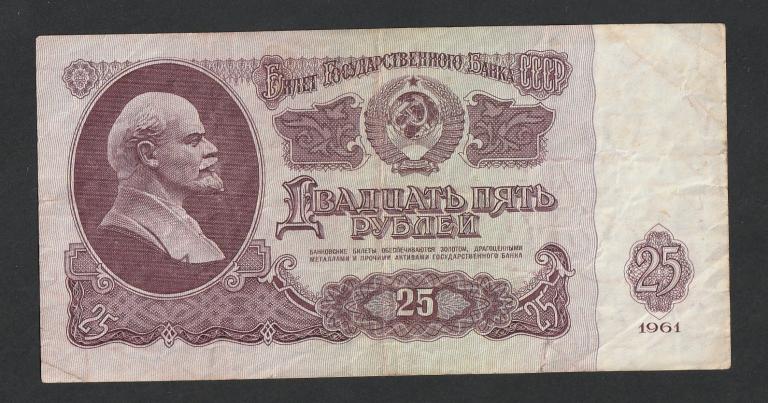 Билет Государственного Банка СССР
Двадцать пять
рублей
БАНКОВСКИЕ БИЛЕТЫ ОБЕСПЕЧИВАЮТСЯ ЗОЛОТОМ, ДРАГОЦЕННЫМИ
МЕТАЛЛАМИ И ПРОЧИМИ АКТИВАМИ ГОСУДАРСТВЕННОГО БАНКА
25
25
25
25
1961